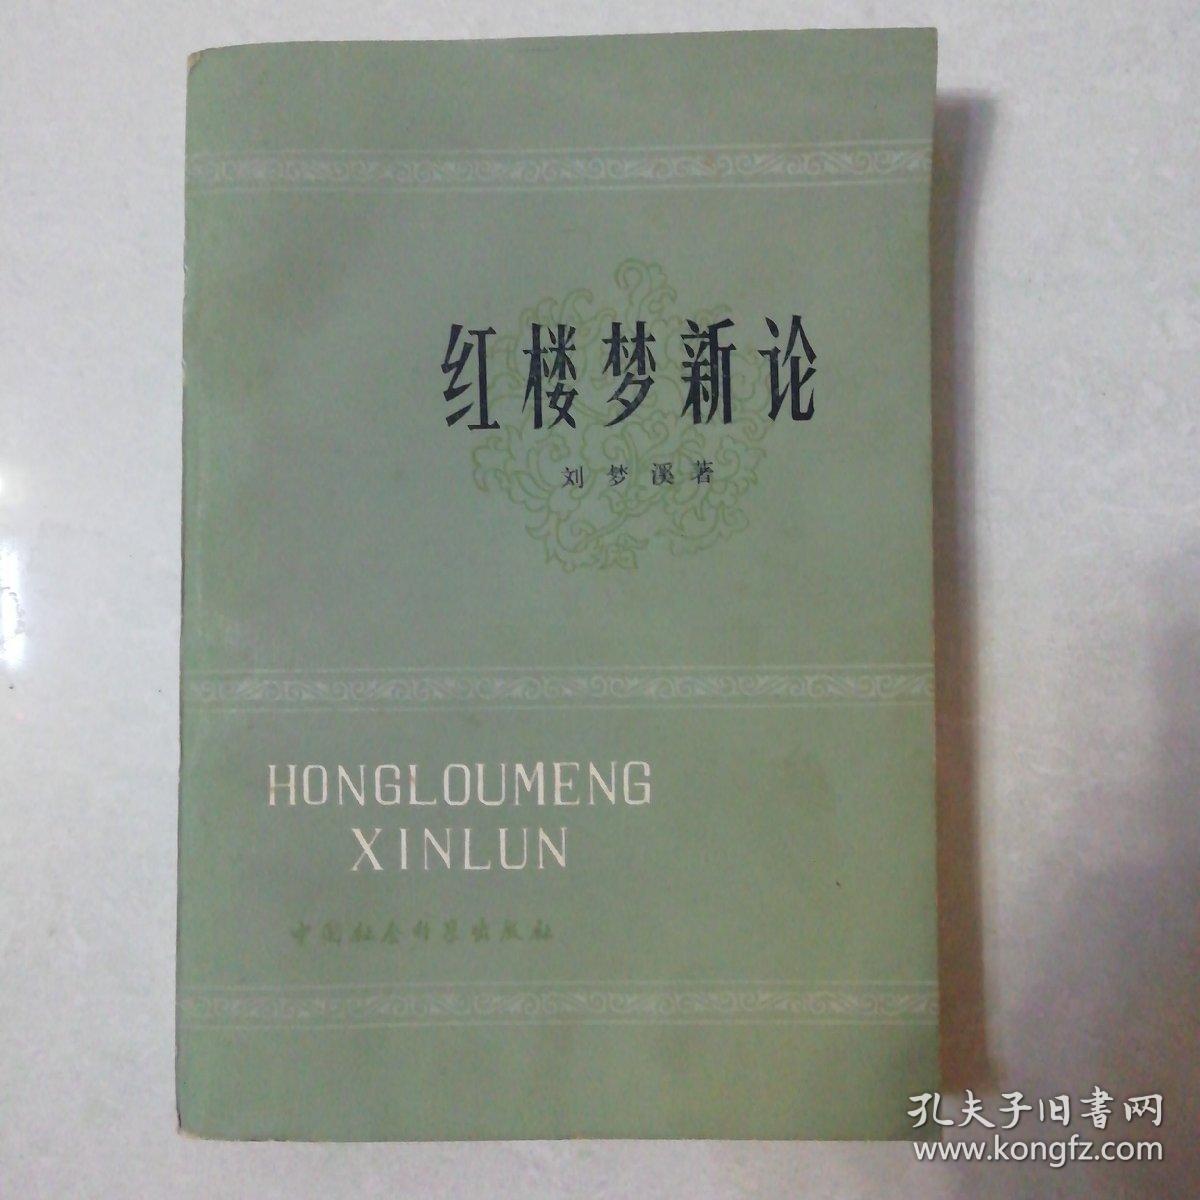 红楼梦新论
刘梦溪著
HONGLOUMENG
XINLUN
中国社会科学出版社
孔夫子旧書网
www.kongfz.com